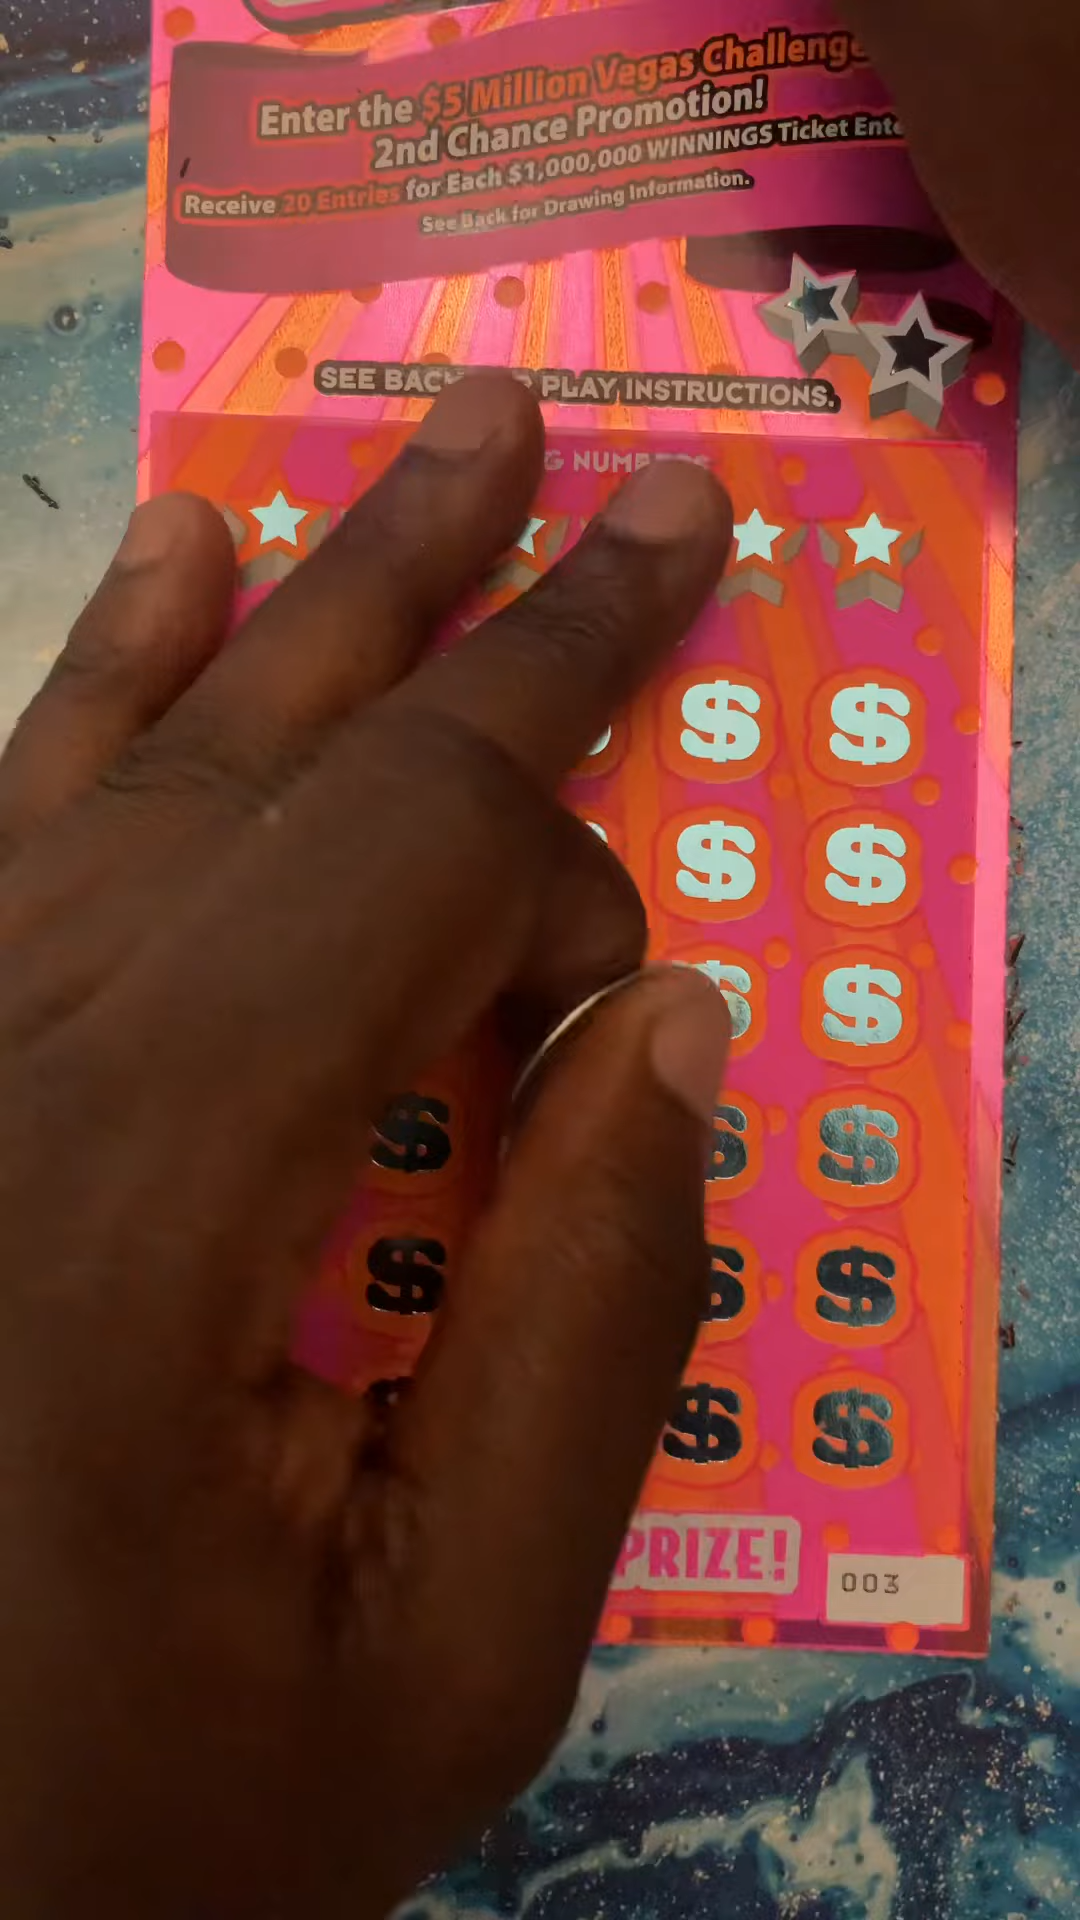 Enter the $5 Million Vegas Challenge
2nd Chance Promotion!
Receive 20 Entries for Each $1,000,000 WINNINGS Ticket
See Back for Drawing Information.
SEE BACK PLAY INSTRUCTIONS.
NUMBERS
$ $
$ $
$ $
$ $ $
$ $ $
$ $
PRIZE!
003